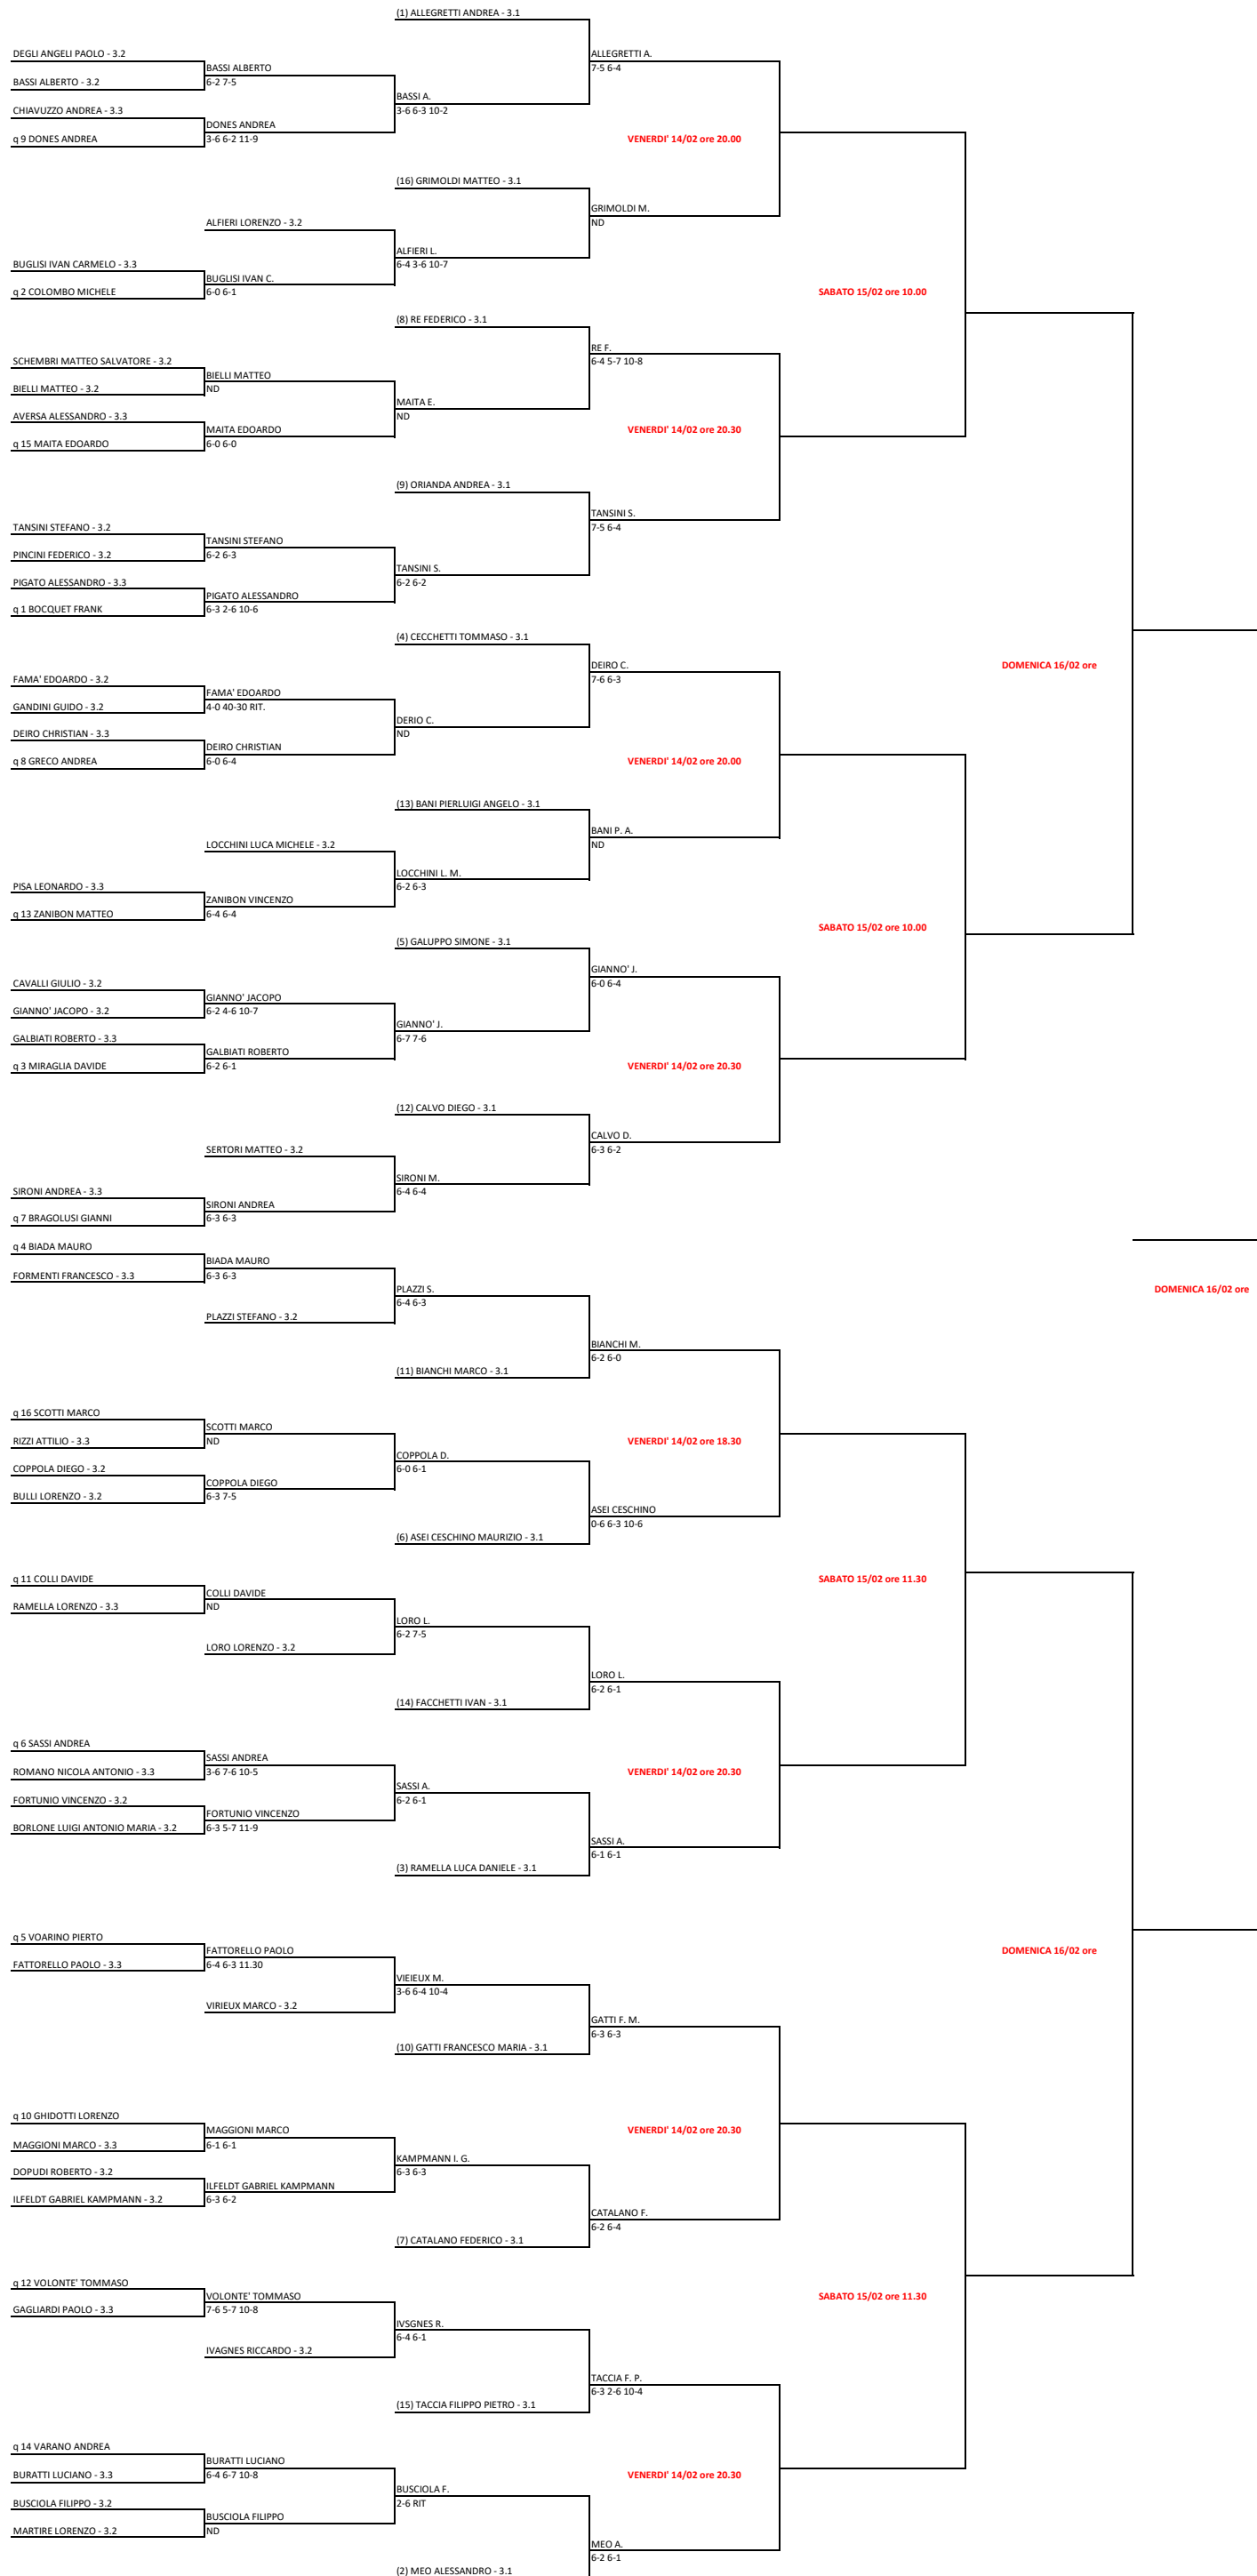 (1) ALLEGRETTI ANDREA - 3.1
DEGLI ANGELI PAOLO - 3.2
ALLEGRETTI A.
BASSI ALBERTO
7-5 6-4
BASSI ALBERTO - 3.2
6-2 7-5
BASSI A.
CHIAVUZZO ANDREA - 3.3
3-6 6-3 10-2
DONES ANDREA
q 9 DONES ANDREA
3-6 6-2 11-9
VENERDI' 14/02 ore 20.00
(16) GRIMOLDI MATTEO - 3.1
GRIMOLDI M.
ALFIERI LORENZO - 3.2
ND
ALFIERI L.
BUGLISI IVAN CARMELO - 3.3
6-4 3-6 10-7
BUGLISI IVAN C.
q 2 COLOMBO MICHELE
6-0 6-1
SABATO 15/02 ore 10.00
(8) RE FEDERICO - 3.1
RE F.
SCHEMBRI MATTEO SALVATORE - 3.2
6-4 5-7 10-8
BIELLI MATTEO
BIELLI MATTEO - 3.2
ND
MAITA E.
AVERSA ALESSANDRO - 3.3
ND
MAITA EDOARDO
VENERDI' 14/02 ore 20.30
q 15 MAITA EDOARDO
6-0 6-0
(9) ORIANDA ANDREA - 3.1
TANSINI S.
TANSINI STEFANO - 3.2
7-5 6-4
TANSINI STEFANO
PINCINI FEDERICO - 3.2
6-2 6-3
TANSINI S.
PIGATO ALESSANDRO - 3.3
6-2 6-2
PIGATO ALESSANDRO
q 1 BOCQUET FRANK
6-3 2-6 10-6
(4) CECCHETTI TOMMASO - 3.1
DEIRO C.
DOMENICA 16/02 ore
FAMA' EDOARDO - 3.2
7-6 6-3
FAMA' EDOARDO
GANDINI GUIDO - 3.2
4-0 40-30 RIT.
DERIO C.
DEIRO CHRISTIAN - 3.3
ND
DEIRO CHRISTIAN
q 8 GRECO ANDREA
6-0 6-4
VENERDI' 14/02 ore 20.00
(13) BANI PIERLUIGI ANGELO - 3.1
BANI P. A.
LOCCHINI LUCA MICHELE - 3.2
ND
LOCCHINI L. M.
PISA LEONARDO - 3.3
6-2 6-3
ZANIBON VINCENZO
q 13 ZANIBON MATTEO
6-4 6-4
SABATO 15/02 ore 10.00
(5) GALUPPO SIMONE - 3.1
GIANNO' J.
CAVALLI GIULIO - 3.2
6-0 6-4
GIANNO' JACOPO
GIANNO' JACOPO - 3.2
6-2 4-6 10-7
GIANNO' J.
GALBIATI ROBERTO - 3.3
6-7 7-6
GALBIATI ROBERTO
q 3 MIRAGLIA DAVIDE
6-2 6-1
VENERDI' 14/02 ore 20.30
(12) CALVO DIEGO - 3.1
CALVO D.
SERTORI MATTEO - 3.2
6-3 6-2
SIRONI M.
SIRONI ANDREA - 3.3
6-4 6-4
SIRONI ANDREA
q 7 BRAGOLUSI GIANNI
6-3 6-3
q 4 BIADA MAURO
BIADA MAURO
FORMENTI FRANCESCO - 3.3
6-3 6-3
PLAZZI S.
DOMENICA 16/02 ore
6-4 6-3
PLAZZI STEFANO - 3.2
BIANCHI M.
6-2 6-0
(11) BIANCHI MARCO - 3.1
q 16 SCOTTI MARCO
SCOTTI MARCO
RIZZI ATTILIO - 3.3
ND
VENERDI' 14/02 ore 18.30
COPPOLA D.
COPPOLA DIEGO - 3.2
6-0 6-1
COPPOLA DIEGO
BULLI LORENZO - 3.2
6-3 7-5
ASEI CESCHINO
0-6 6-3 10-6
(6) ASEI CESCHINO MAURIZIO - 3.1
q 11 COLLI DAVIDE
SABATO 15/02 ore 11.30
COLLI DAVIDE
RAMELLA LORENZO - 3.3
ND
LORO L.
6-2 7-5
LORO LORENZO - 3.2
LORO L.
6-2 6-1
(14) FACCHETTI IVAN - 3.1
q 6 SASSI ANDREA
SASSI ANDREA
ROMANO NICOLA ANTONIO - 3.3
3-6 7-6 10-5
VENERDI' 14/02 ore 20.30
SASSI A.
FORTUNIO VINCENZO - 3.2
6-2 6-1
FORTUNIO VINCENZO
BORLONE LUIGI ANTONIO MARIA - 3.2
6-3 5-7 11-9
SASSI A.
6-1 6-1
(3) RAMELLA LUCA DANIELE - 3.1
q 5 VOARINO PIERTO
FATTORELLO PAOLO
DOMENICA 16/02 ore
FATTORELLO PAOLO - 3.3
6-4 6-3 11.30
VIEIEUX M.
3-6 6-4 10-4
VIRIEUX MARCO - 3.2
GATTI F. M.
6-3 6-3
(10) GATTI FRANCESCO MARIA - 3.1
q 10 GHIDOTTI LORENZO
MAGGIONI MARCO
VENERDI' 14/02 ore 20.30
MAGGIONI MARCO - 3.3
6-1 6-1
KAMPMANN I. G.
DOPUDI ROBERTO - 3.2
6-3 6-3
ILFELDT GABRIEL KAMPMANN
ILFELDT GABRIEL KAMPMANN - 3.2
6-3 6-2
CATALANO F.
6-2 6-4
(7) CATALANO FEDERICO - 3.1
q 12 VOLONTE' TOMMASO
VOLONTE' TOMMASO
SABATO 15/02 ore 11.30
GAGLIARDI PAOLO - 3.3
7-6 5-7 10-8
IVSGNES R.
6-4 6-1
IVAGNES RICCARDO - 3.2
TACCIA F. P.
6-3 2-6 10-4
(15) TACCIA FILIPPO PIETRO - 3.1
q 14 VARANO ANDREA
BURATTI LUCIANO
BURATTI LUCIANO - 3.3
6-4 6-7 10-8
VENERDI' 14/02 ore 20.30
BUSCIOLA F.
BUSCIOLA FILIPPO - 3.2
2-6 RIT
BUSCIOLA FILIPPO
MARTIRE LORENZO - 3.2
ND
MEO A.
6-2 6-1
(2) MEO ALESSANDRO - 3.1